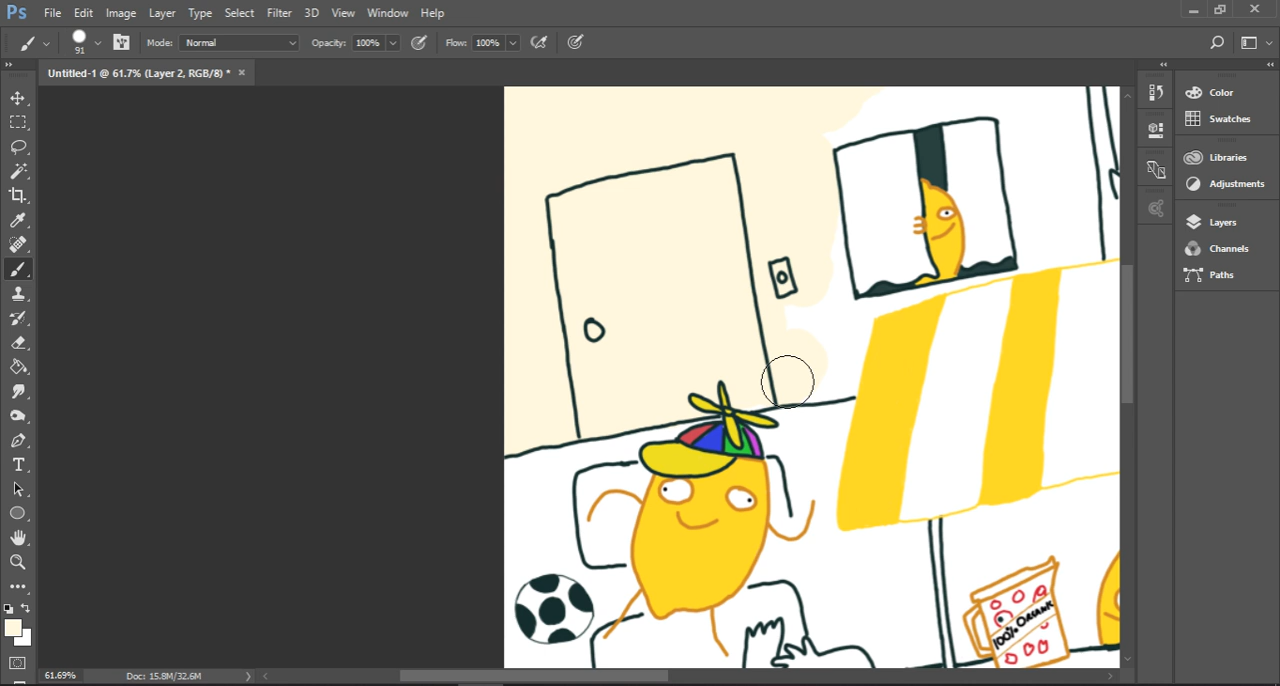 Ps File Edit Image Layer Type Select Filter 3D View Window Help
91 Mode: Normal Opacity: 100% Flow: 100%
Untitled-1 @ 61.7% (Layer 2, RGB/8) * ×
Color
Swatches
Libraries
Adjustments
Layers
Channels
Paths
100% ORGANIK
61.69% Doc: 15.8M/32.6M